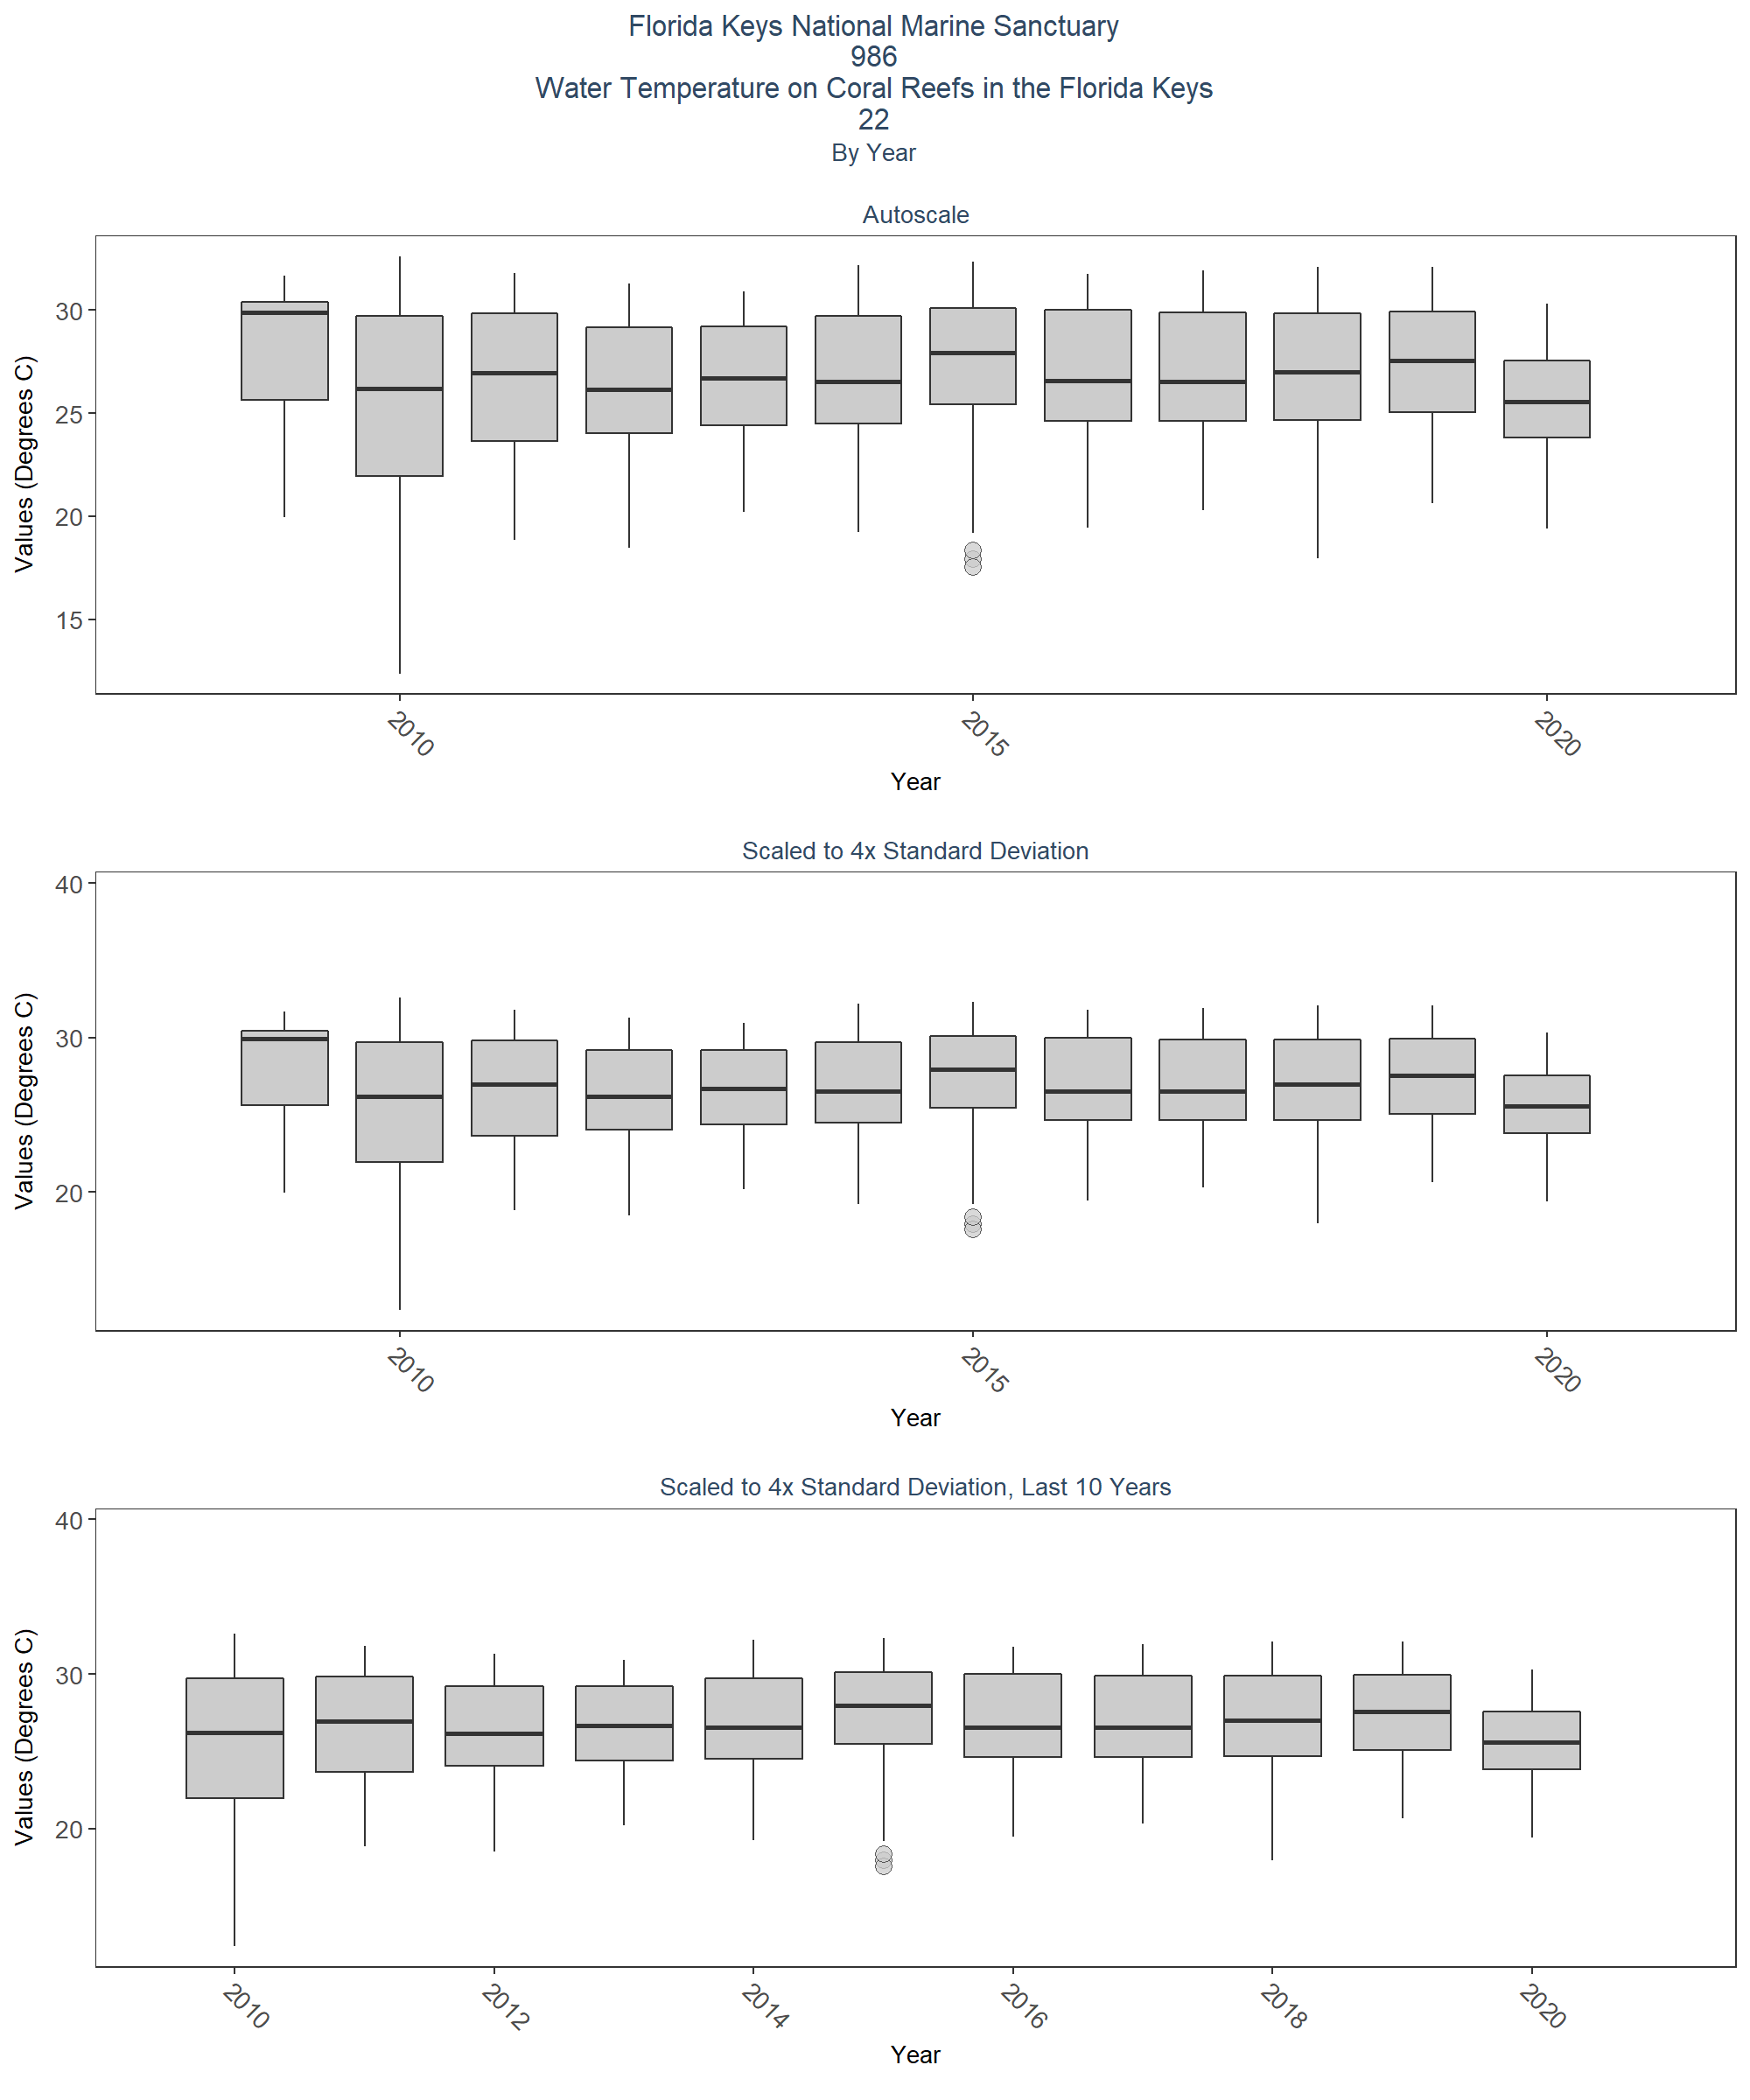 Florida Keys National Marine Sanctuary
986
Water Temperature on Coral Reefs in the Florida Keys
22
By Year
Autoscale
Values (Degrees C)
30
25
20
15
2010
2015
2020
Year
Scaled to 4x Standard Deviation
Values (Degrees C)
40
30
20
2010
2015
2020
Year
Scaled to 4x Standard Deviation, Last 10 Years
Values (Degrees C)
40
30
20
2010
2012
2014
2016
2018
2020
Year